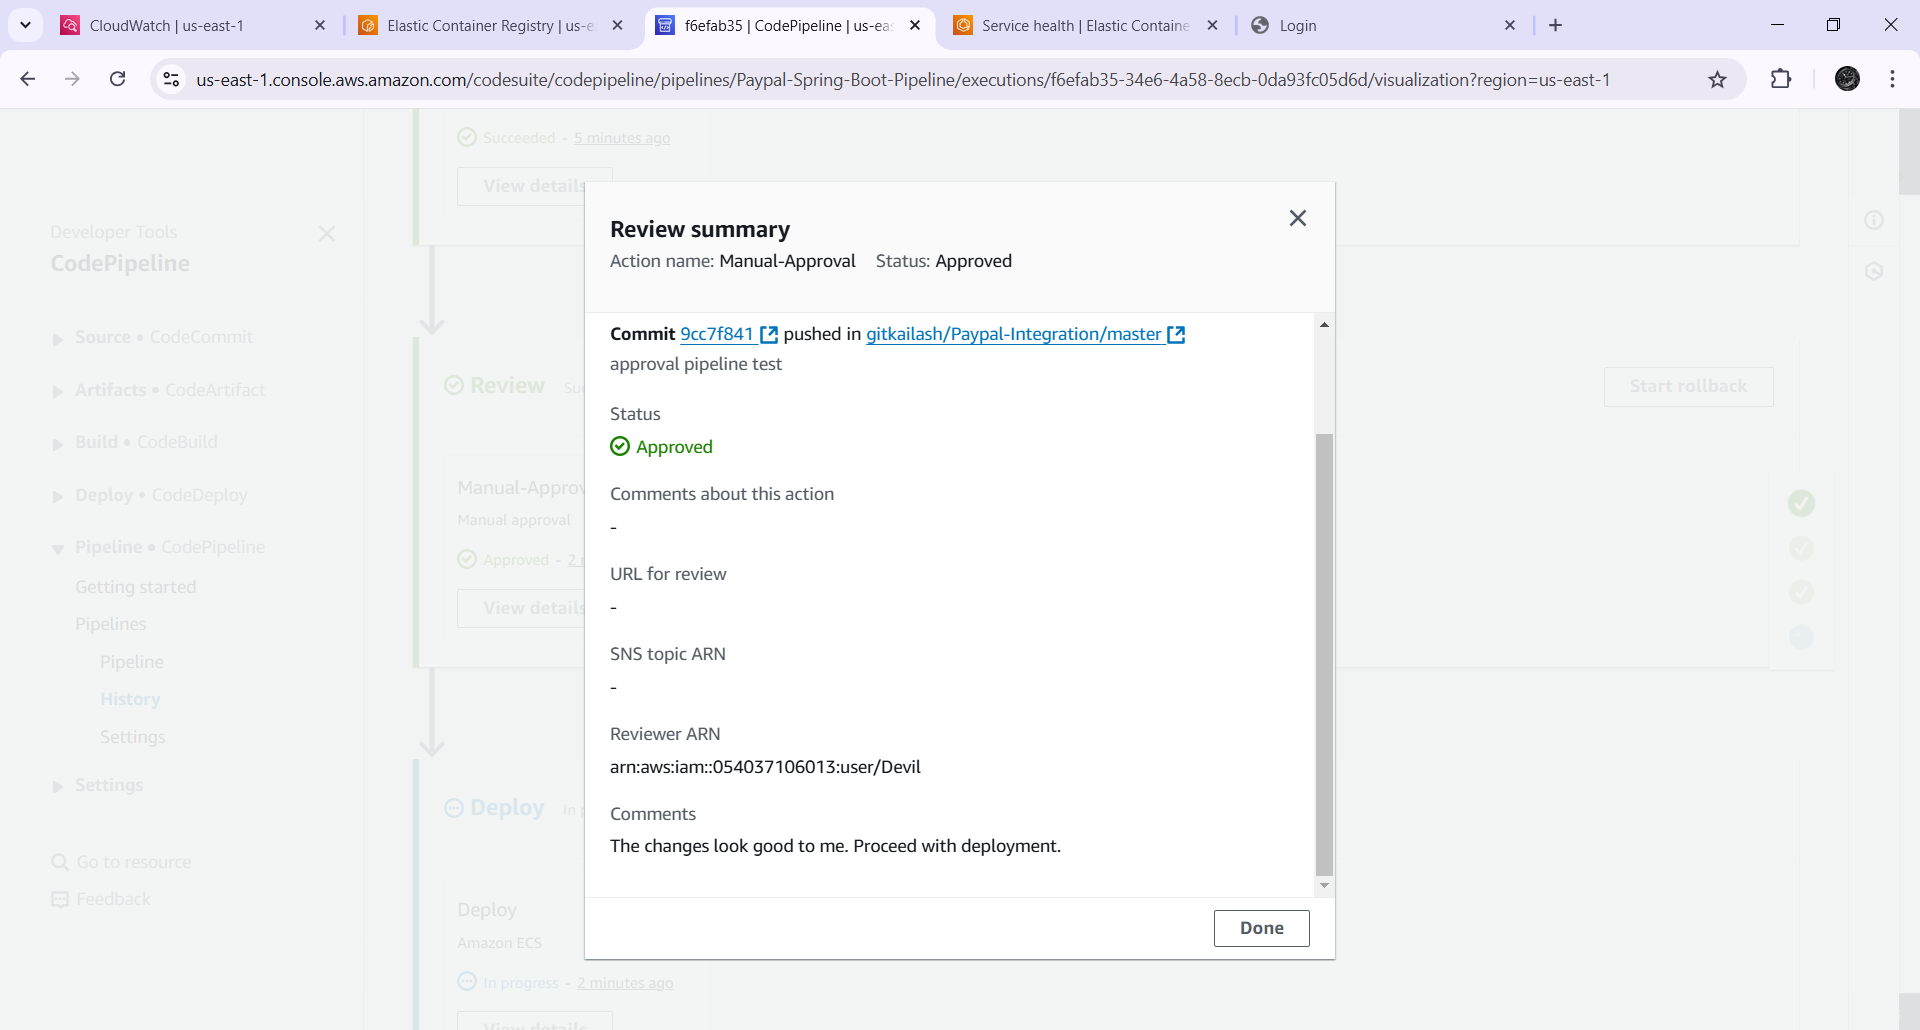 CloudWatch | us-east-1
Elastic Container Registry | us-e
f6efab35 | CodePipeline | us-eas
Service health | Elastic Containe
Login
us-east-1.console.aws.amazon.com/codesuite/codepipeline/pipelines/Paypal-Spring-Boot-Pipeline/executions/f6efab35-34e6-4a58-8ecb-0da93fc05d6d/visualization?region=us-east-1
Developer Tools
CodePipeline
Source • CodeCommit
Artifacts • CodeArtifact
Build • CodeBuild
Deploy • CodeDeploy
Pipeline • CodePipeline
Getting started
Pipelines
Pipeline
History
Settings
Settings
Go to resource
Feedback
Succeeded - 5 minutes ago
View details
Review Suc
Start rollback
Manual-Approv
Manual approval
Approved - 2 m
View details
Deploy In p
Deploy
Amazon ECS
In progress - 2 minutes ago
View details
Review summary
Action name: Manual-Approval Status: Approved
Commit 9cc7f841 pushed in gitkailash/Paypal-Integration/master
approval pipeline test
Status
Approved
Comments about this action
-
URL for review
-
SNS topic ARN
-
Reviewer ARN
arn:aws:iam::054037106013:user/Devil
Comments
The changes look good to me. Proceed with deployment.
Done